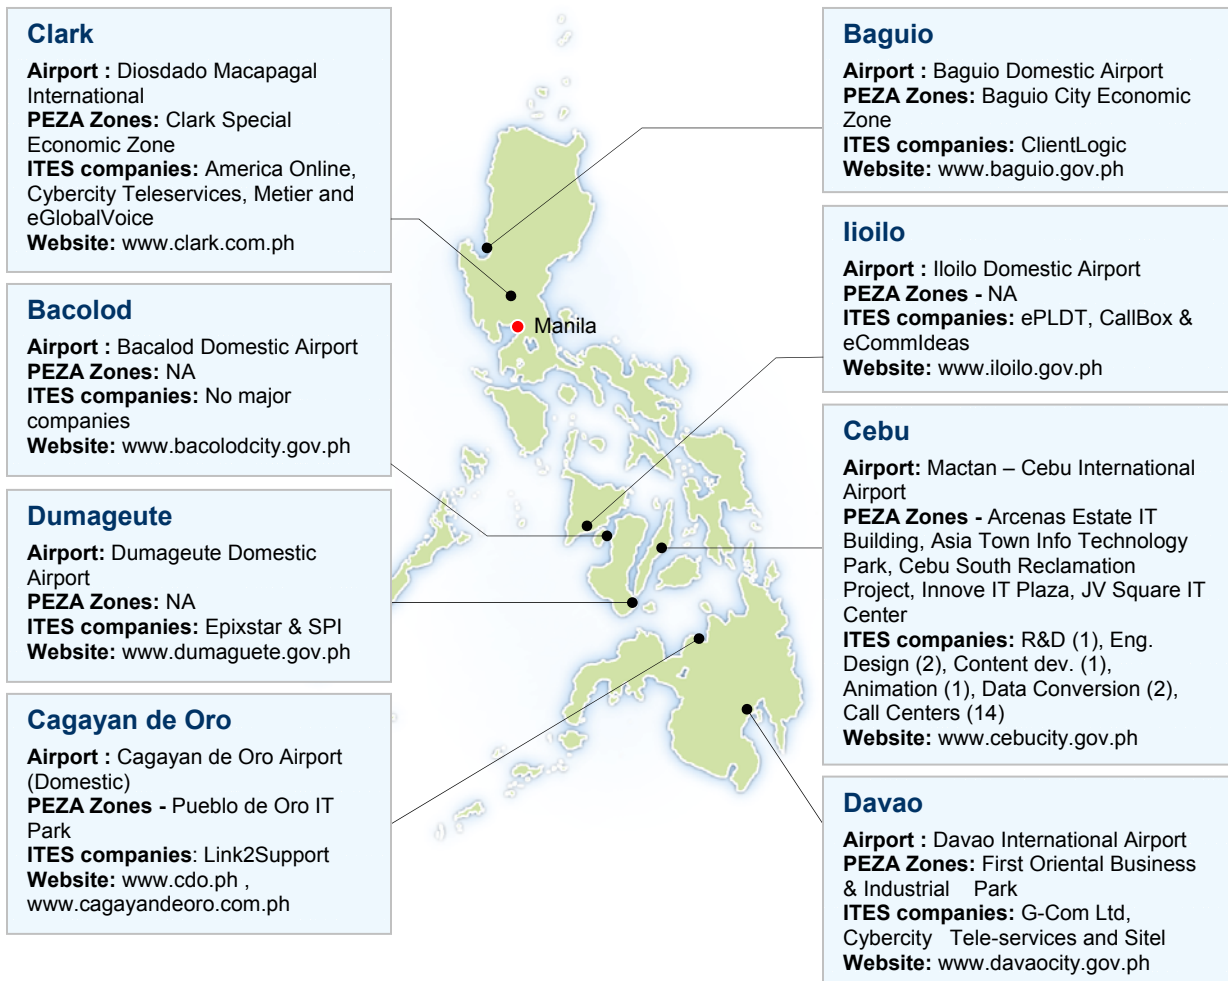 Clark
Airport : Diosdado Macapagal
International
PEZA Zones: Clark Special
Economic Zone
ITES companies: America Online,
Cybercity Teleservices, Metier and
eGlobalVoice
Website: www.clark.com.ph
Bacolod
Airport : Bacalod Domestic Airport
PEZA Zones: NA
ITES companies: No major
companies
Website: www.bacolodcity.gov.ph
Dumageute
Airport: Dumageute Domestic
Airport
PEZA Zones: NA
ITES companies: Epixstar & SPI
Website: www.dumaguete.gov.ph
Cagayan de Oro
Airport : Cagayan de Oro Airport
(Domestic)
PEZA Zones - Pueblo de Oro IT
Park
ITES companies: Link2Support
Website: www.cdo.ph ,
www.cagayandeoro.com.ph
Manila
Baguio
Airport : Baguio Domestic Airport
PEZA Zones: Baguio City Economic
Zone
ITES companies: ClientLogic
Website: www.baguio.gov.ph
Iioilo
Airport : Iloilo Domestic Airport
PEZA Zones - NA
ITES companies: ePLDT, CallBox &
eCommIdeas
Website: www.iloilo.gov.ph
Cebu
Airport: Mactan – Cebu International
Airport
PEZA Zones - Arcenas Estate IT
Building, Asia Town Info Technology
Park, Cebu South Reclamation
Project, Innove IT Plaza, JV Square IT
Center
ITES companies: R&D (1), Eng.
Design (2), Content dev. (1),
Animation (1), Data Conversion (2),
Call Centers (14)
Website: www.cebucity.gov.ph
Davao
Airport : Davao International Airport
PEZA Zones: First Oriental Business
& Industrial Park
ITES companies: G-Com Ltd,
Cybercity Tele-services and Sitel
Website: www.davaocity.gov.ph